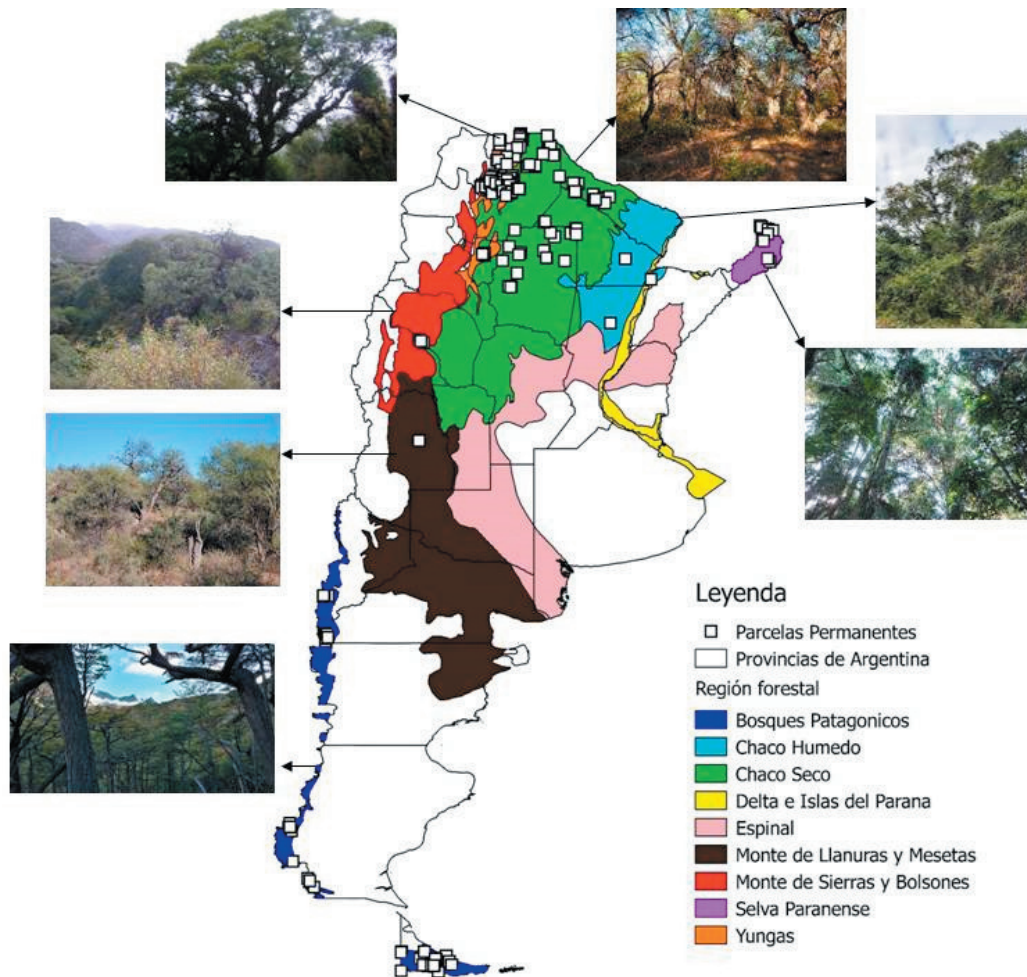 Leyenda
Parcelas Permanentes
Provincias de Argentina
Región forestal
Bosques Patagonicos
Chaco Humedo
Chaco Seco
Delta e Islas del Parana
Espinal
Monte de Llanuras y Mesetas
Monte de Sierras y Bolsones
Selva Paranense
Yungas